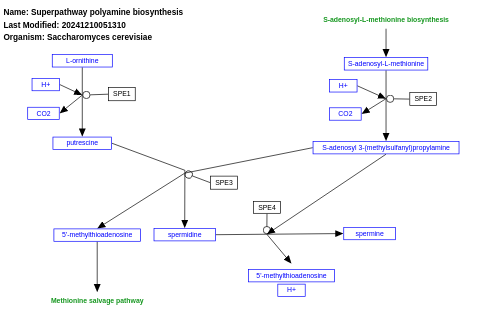 Name: Superpathway polyamine biosynthesis
Last Modified: 20241210051310
Organism: Saccharomyces cerevisiae
S-adenosyl-L-methionine biosynthesis
L-ornithine
S-adenosyl-L-methionine
H+
SPE1
H+
SPE2
CO2
CO2
putrescine
S-adenosyl 3-(methylsulfanyl)propylamine
SPE3
SPE4
5'-methylthioadenosine
spermidine
spermine
5'-methylthioadenosine
H+
Methionine salvage pathway